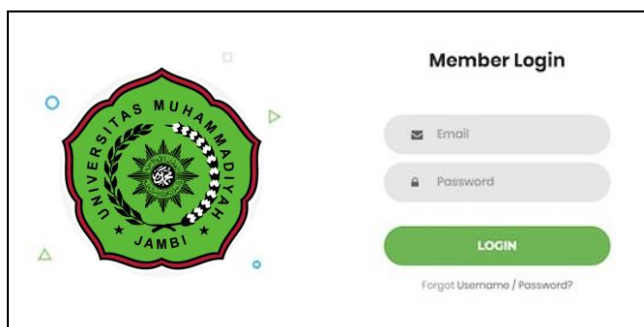 UNIVERSITAS MUHAMMADIYAH
JAMBI
Member Login
Email
Password
LOGIN
Forgot Username / Password?